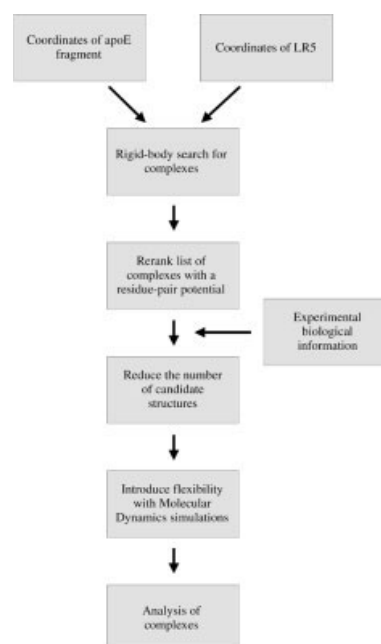 Coordinates of apoE
fragment
Coordinates of LR5
Rigid-body search for
complexes
Rerank list of
complexes with a
residue-pair potential
Experimental
biological
information
Reduce the number
of candidate
structures
Introduce flexibility
with Molecular
Dynamics simulations
Analysis of
complexes